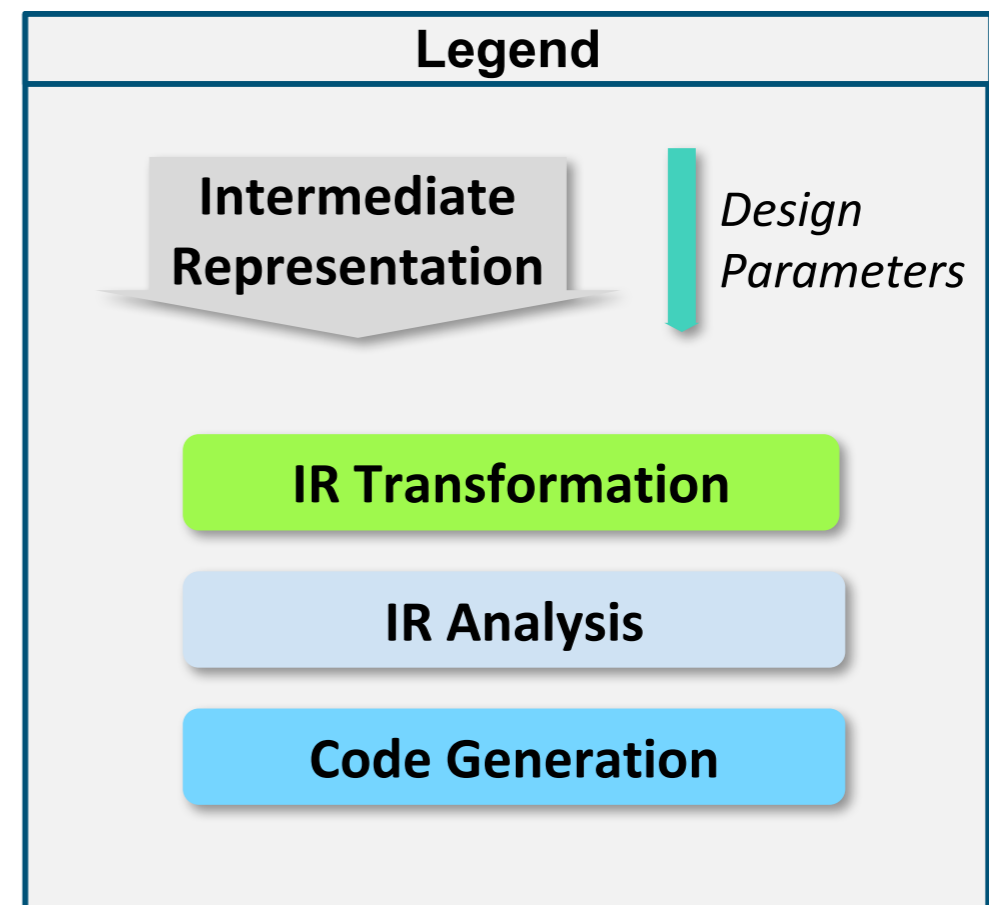 Legend
Intermediate
Representation
Design
Parameters
IR Transformation
IR Analysis
Code Generation